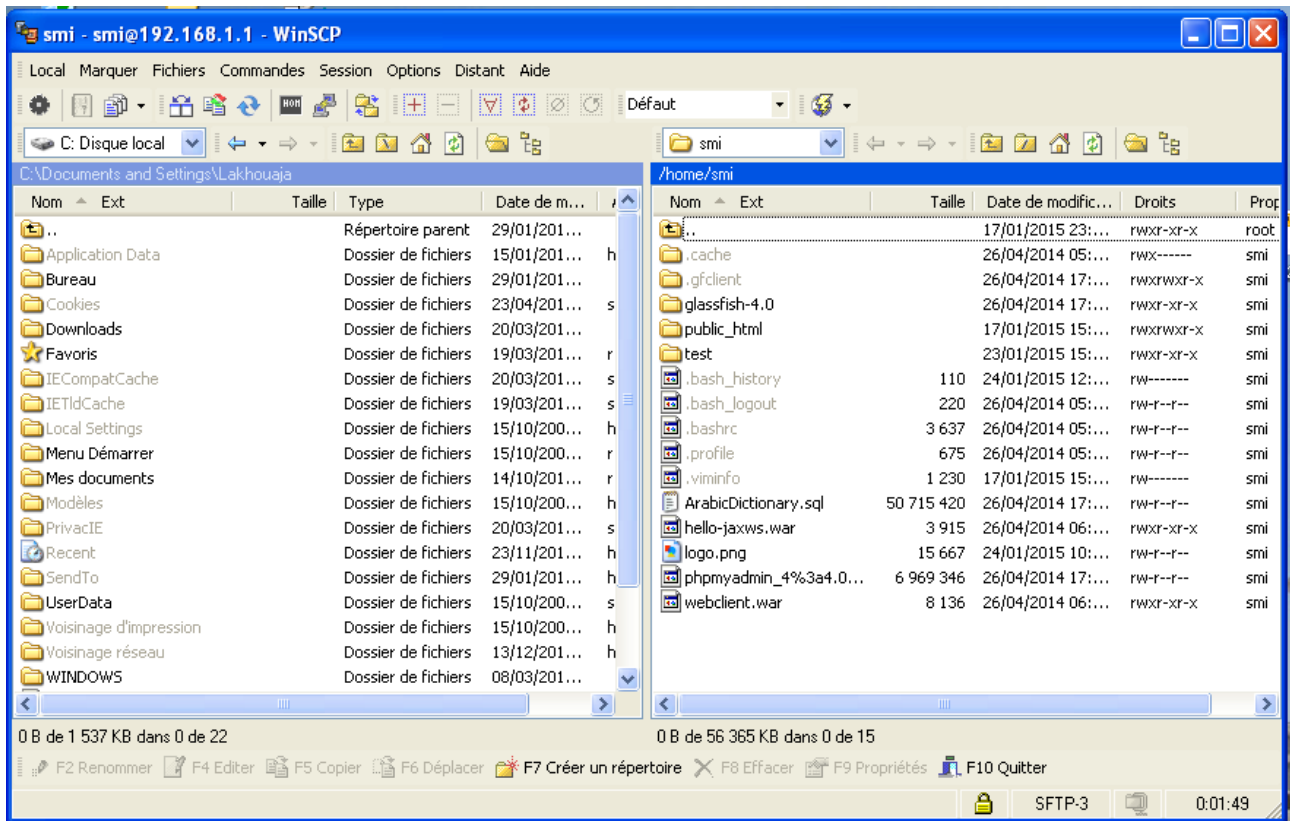 smi - smi@192.168.1.1 - WinSCP
Local Marquer Fichiers Commandes Session Options Distant Aide
Défaut
C: Disque local
smi
C:\Documents and Settings\Lakhouaja
/home/smi
Nom Ext Taille Type Date de m...
Nom Ext Taille Date de modific... Droits Prop
.. Répertoire parent 29/01/201...
Application Data Dossier de fichiers 15/01/201... h
Bureau Dossier de fichiers 29/01/201...
Cookies Dossier de fichiers 23/04/201... s
Downloads Dossier de fichiers 20/03/201...
Favoris Dossier de fichiers 19/03/201... r
IECompatCache Dossier de fichiers 20/03/201... s
IETldCache Dossier de fichiers 19/03/201... s
Local Settings Dossier de fichiers 15/10/200... h
Menu Démarrer Dossier de fichiers 15/10/200... r
Mes documents Dossier de fichiers 14/10/201... r
Modèles Dossier de fichiers 15/10/200... h
PrivacIE Dossier de fichiers 20/03/201... s
Recent Dossier de fichiers 23/11/201... h
SendTo Dossier de fichiers 29/01/201... h
UserData Dossier de fichiers 15/10/200... s
Voisinage d'impression Dossier de fichiers 15/10/200... h
Voisinage réseau Dossier de fichiers 13/12/201... h
WINDOWS Dossier de fichiers 08/03/201...
.. 17/01/2015 23:... rwxr-xr-x root
.cache 26/04/2014 05:... rwx------ smi
.gfclient 26/04/2014 17:... rwxrwxr-x smi
glassfish-4.0 26/04/2014 17:... rwxr-xr-x smi
public_html 17/01/2015 15:... rwxrwxr-x smi
test 23/01/2015 15:... rwxr-xr-x smi
.bash_history 110 24/01/2015 12:... rw------- smi
.bash_logout 220 26/04/2014 05:... rw-r--r-- smi
.bashrc 3 637 26/04/2014 05:... rw-r--r-- smi
.profile 675 26/04/2014 05:... rw-r--r-- smi
.viminfo 1 230 17/01/2015 15:... rw------- smi
ArabicDictionary.sql 50 715 420 26/04/2014 17:... rw-r--r-- smi
hello-jaxws.war 3 915 26/04/2014 06:... rwxr-xr-x smi
logo.png 15 667 24/01/2015 10:... rw-r--r-- smi
phpmyadmin_4%3a4.0... 6 969 346 26/04/2014 17:... rw-r--r-- smi
webclient.war 8 136 26/04/2014 06:... rwxr-xr-x smi
0 B de 1 537 KB dans 0 de 22
0 B de 56 365 KB dans 0 de 15
F2 Renommer F4 Editer F5 Copier F6 Déplacer F7 Créer un répertoire F8 Effacer F9 Propriétés F10 Quitter
SFTP-3 0:01:49